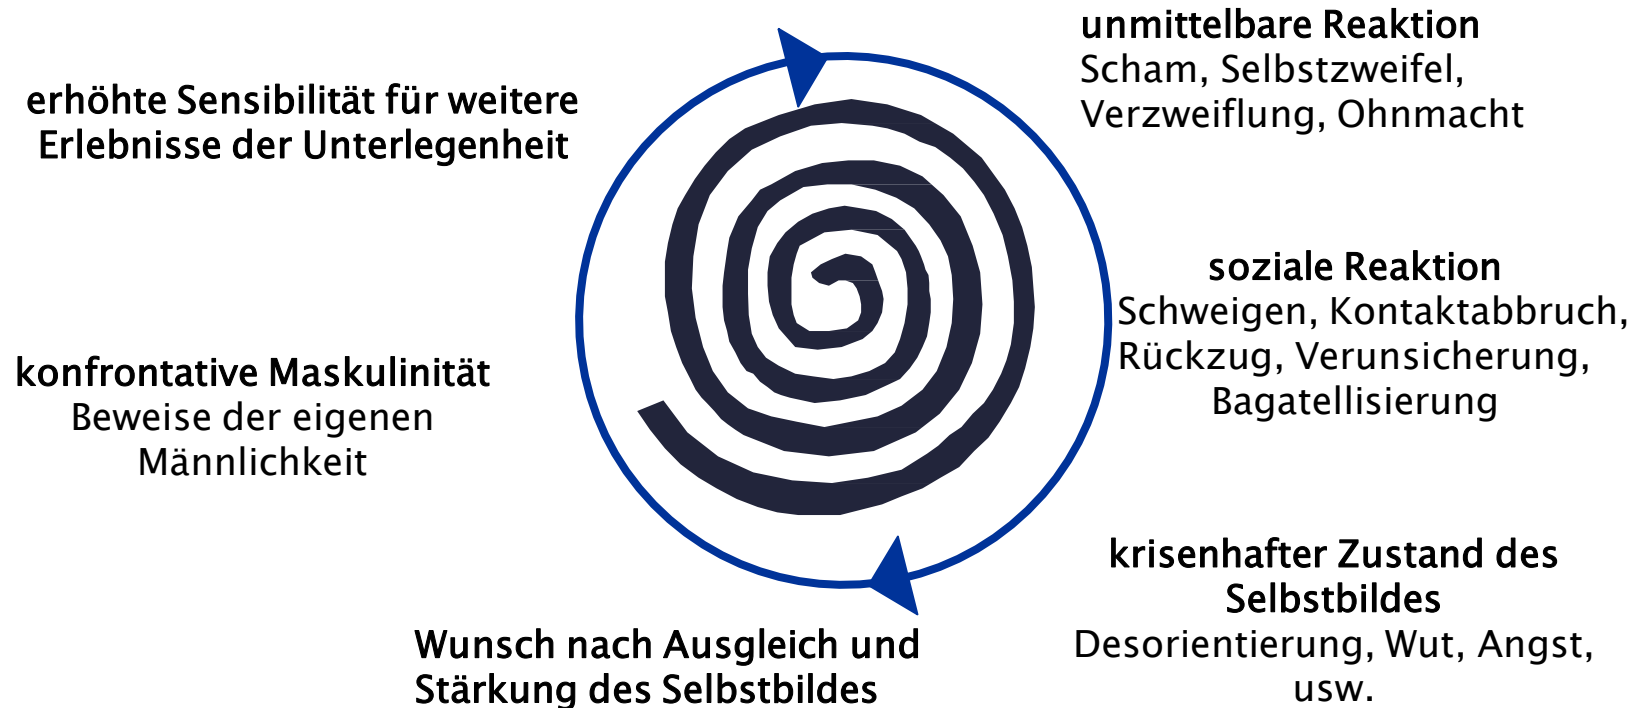 unmittelbare Reaktion
Scham, Selbstzweifel,
Verzweiflung, Ohnmacht
soziale Reaktion
Schweigen, Kontaktabbruch,
Rückzug, Verunsicherung,
Bagatellisierung
krisenhafter Zustand des
Selbstbildes
Desorientierung, Wut, Angst,
usw.
Wunsch nach Ausgleich und
Stärkung des Selbstbildes
konfrontative Maskulinität
Beweise der eigenen
Männlichkeit
erhöhte Sensibilität für weitere
Erlebnisse der Unterlegenheit